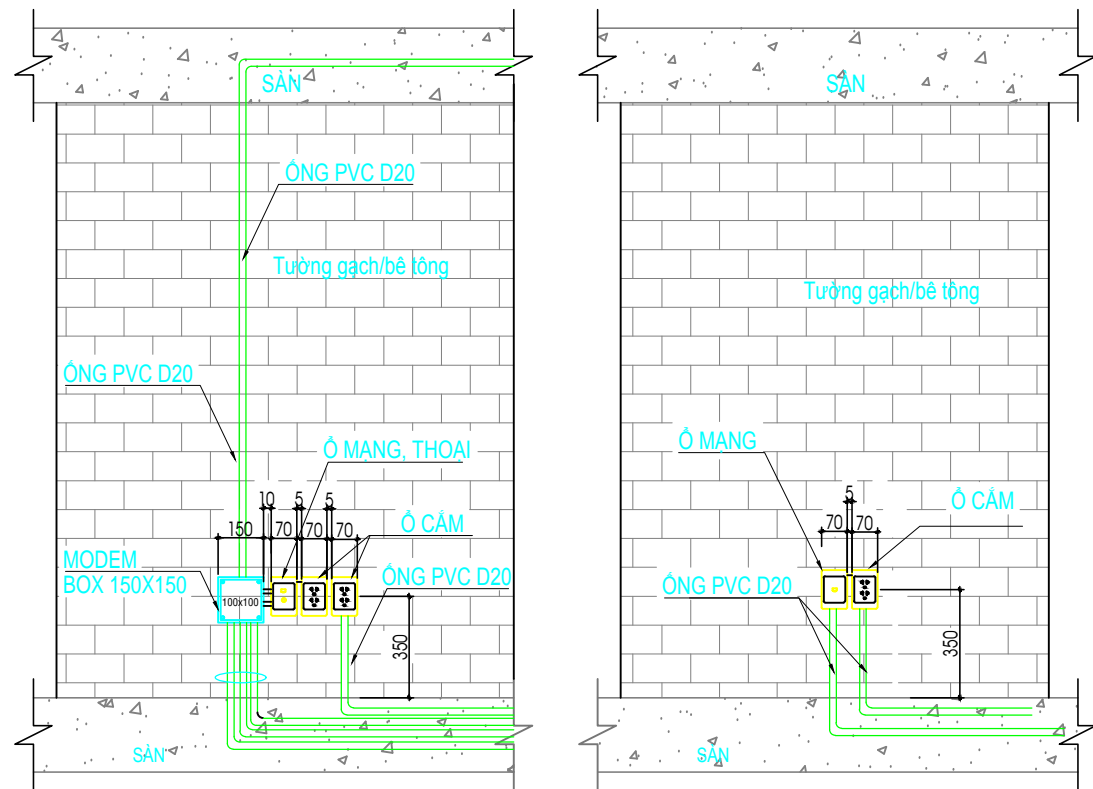 SÀN
ỐNG PVC D20
Tường gạch/bê tông
ỐNG PVC D20
Ổ MẠNG, THOẠI
10
5
5
150
70
70
70
Ổ CẮM
MODEM
BOX 150X150
100x100
ỐNG PVC D20
350
SÀN
SÀN
Tường gạch/bê tông
Ổ MẠNG
5
70
70
Ổ CẮM
ỐNG PVC D20
350
SÀN